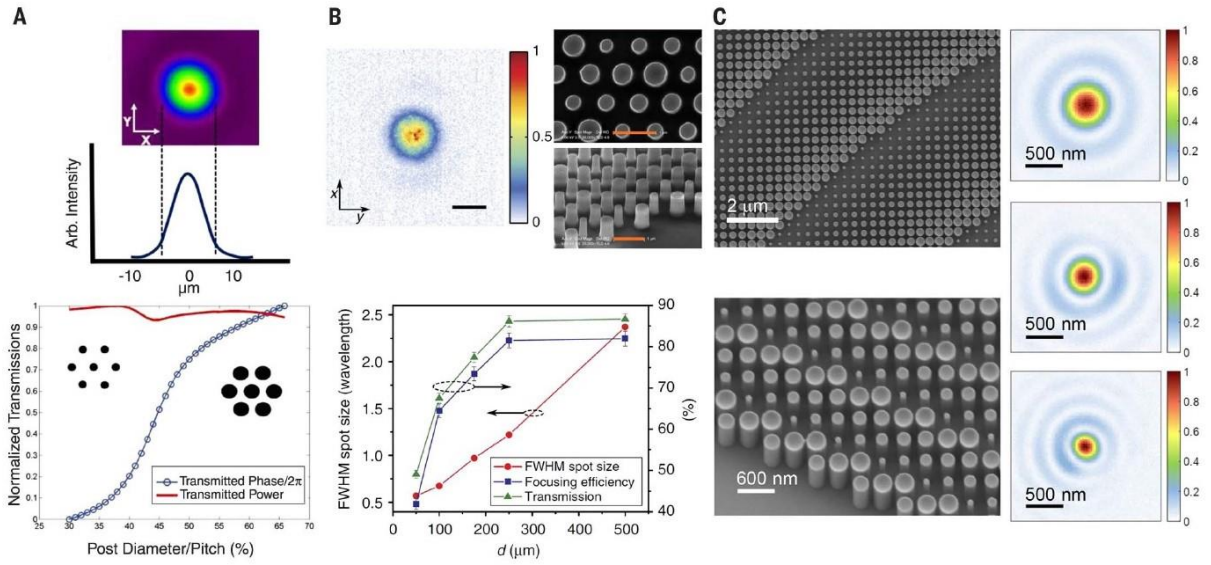 A
Y
X
Arb. Intensity
-10 0 10
μm
Normalized Transmissions
1
0.9
0.8
0.7
0.6
0.5
0.4
0.3
0.2
0.1
0
Transmitted Phase/2π
Transmitted Power
25 30 35 40 45 50 55 60 65 70
Post Diameter/Pitch (%)
B
1
0.5
0
x
y
1 μm
FWHM spot size (wavelength)
2.5
2.0
1.5
1.0
0.5
90
80
70
60
50
40
(%)
FWHM spot size
Focusing efficiency
Transmission
0 100 200 300 400 500
d (μm)
C
2 μm
600 nm
500 nm
1
0.8
0.6
0.4
0.2
0
500 nm
1
0.8
0.6
0.4
0.2
0
500 nm
1
0.8
0.6
0.4
0.2
0